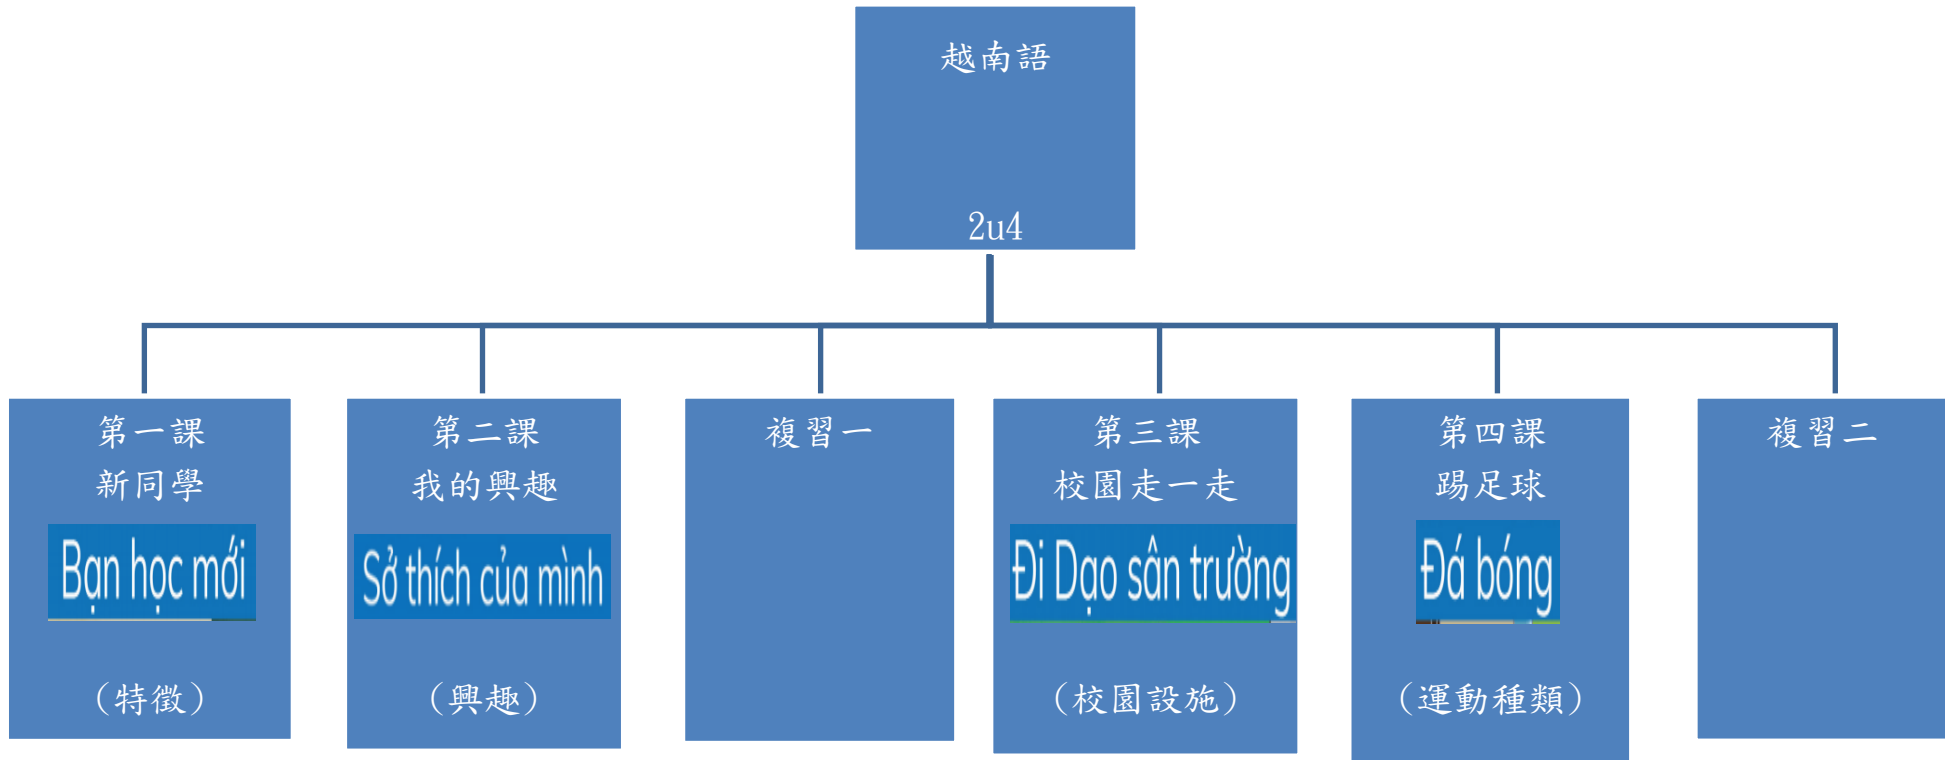 越南語
2u4
第一課
新同學
Bạn học mới
(特徵)
第二課
我的興趣
Sở thích của mình
(興趣)
複習一
第三課
校園走一走
Đi Dạo sân trường
(校園設施)
第四課
踢足球
Đá bóng
(運動種類)
複習二